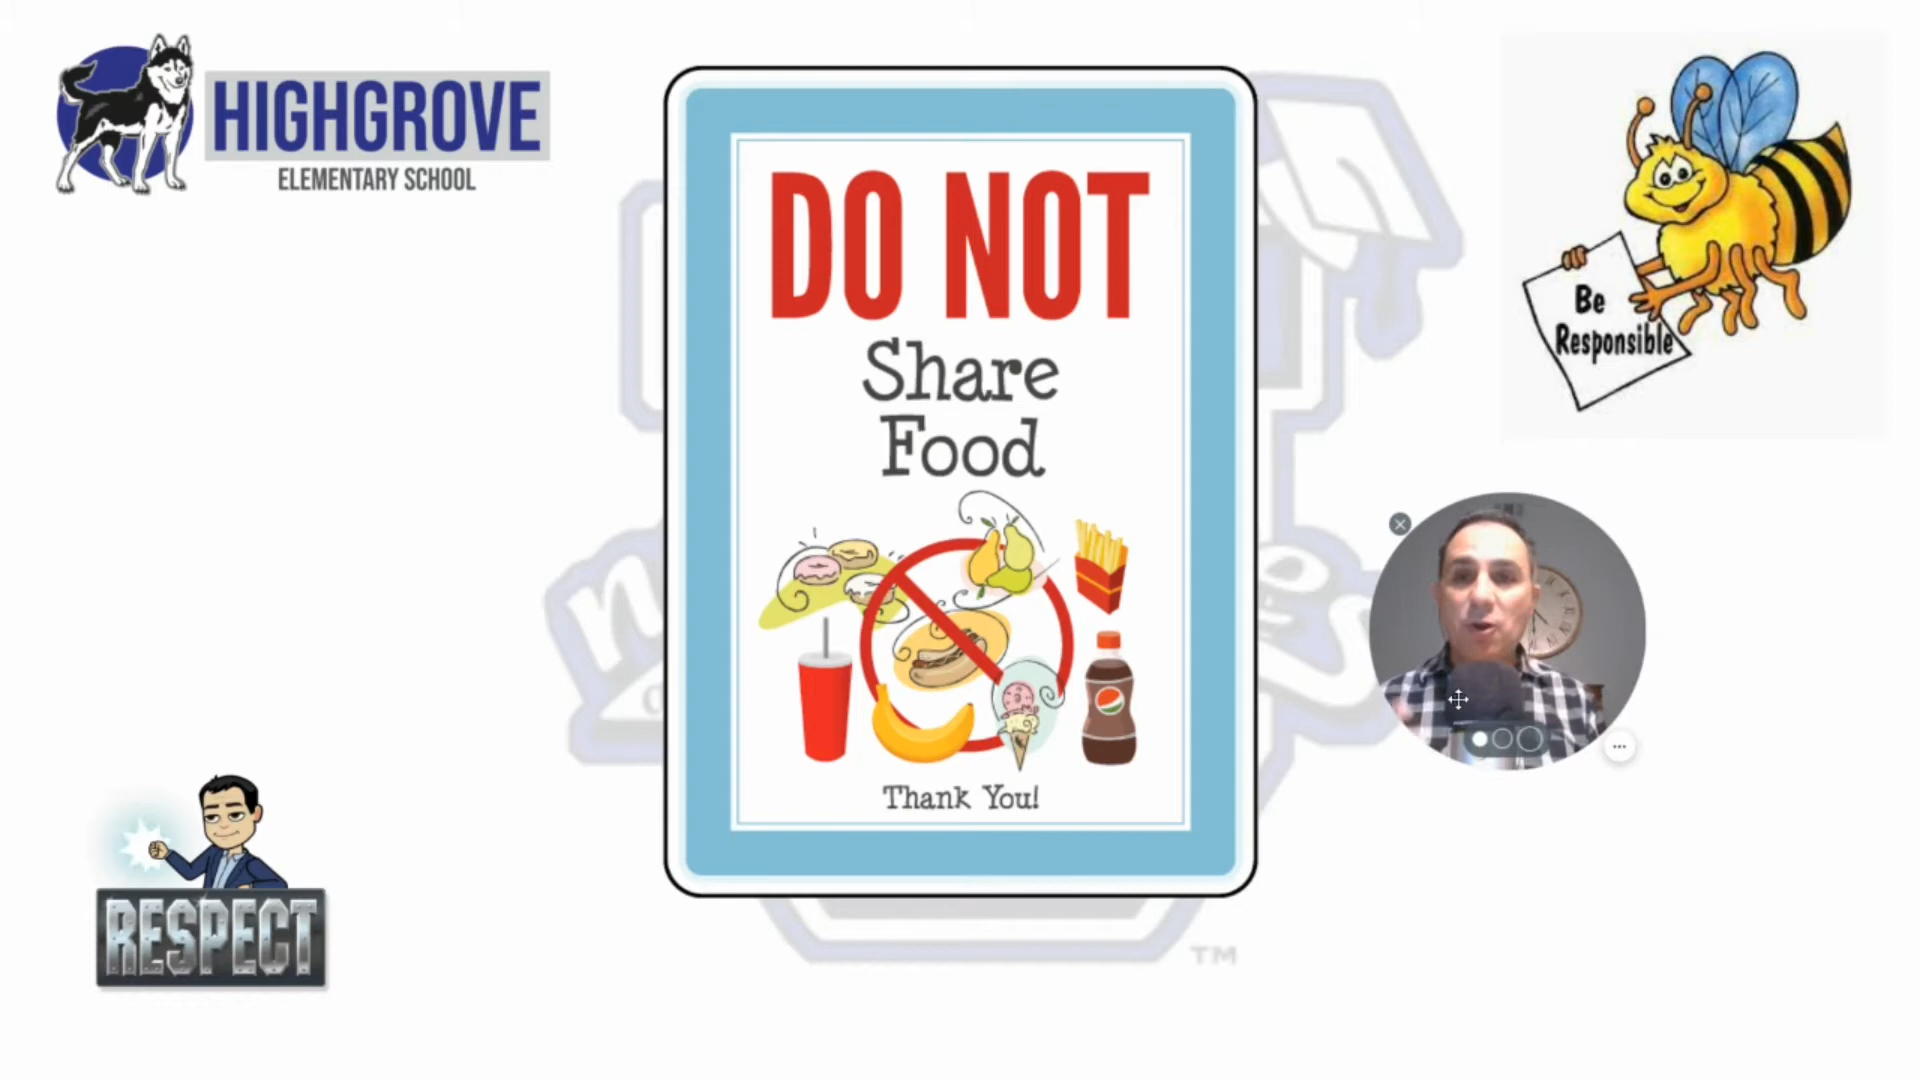 HIGHGROVE
ELEMENTARY SCHOOL
DO NOT
Share
Food
Thank You!
Be
Responsible
RESPECT
TM